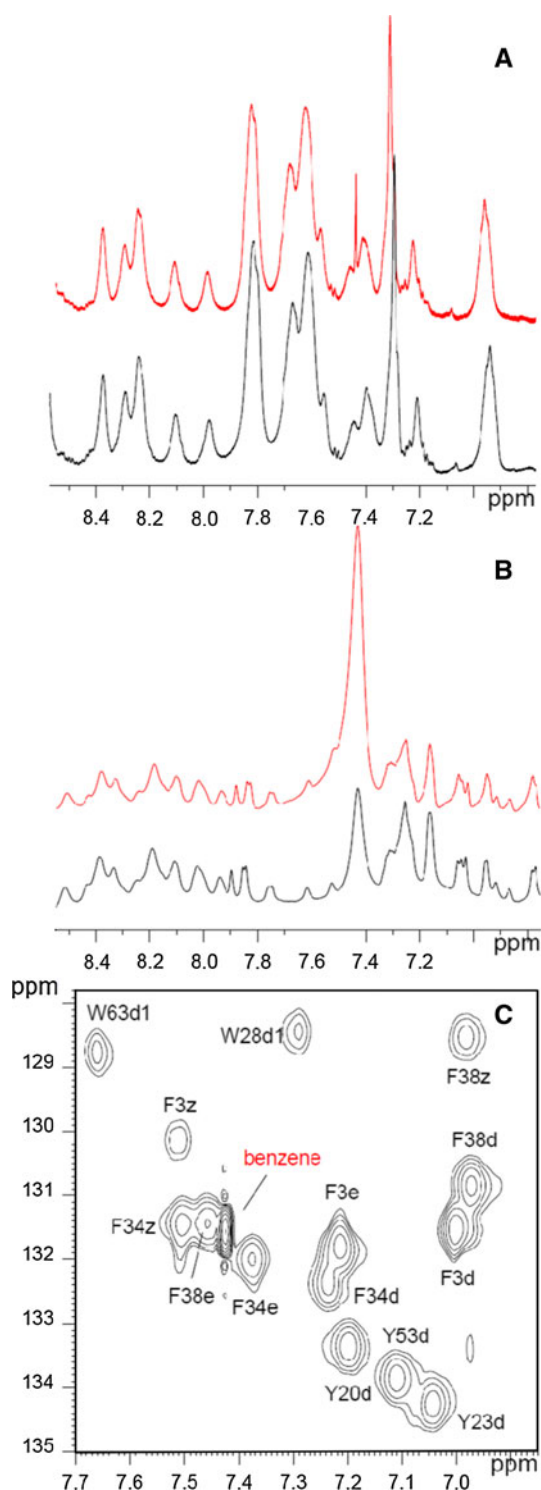 A
ppm
8.4 8.2 8.0 7.8 7.6 7.4 7.2
B
ppm
8.4 8.2 8.0 7.8 7.6 7.4 7.2
ppm
C
W63d1
W28d1
F38z
129
F3z
130
F38d
benzene
F3e
131
F34z
132
F38e
F34e
F34d
F3d
133
Y53d
134
Y20d
Y23d
135
ppm
7.7 7.6 7.5 7.4 7.3 7.2 7.1 7.0